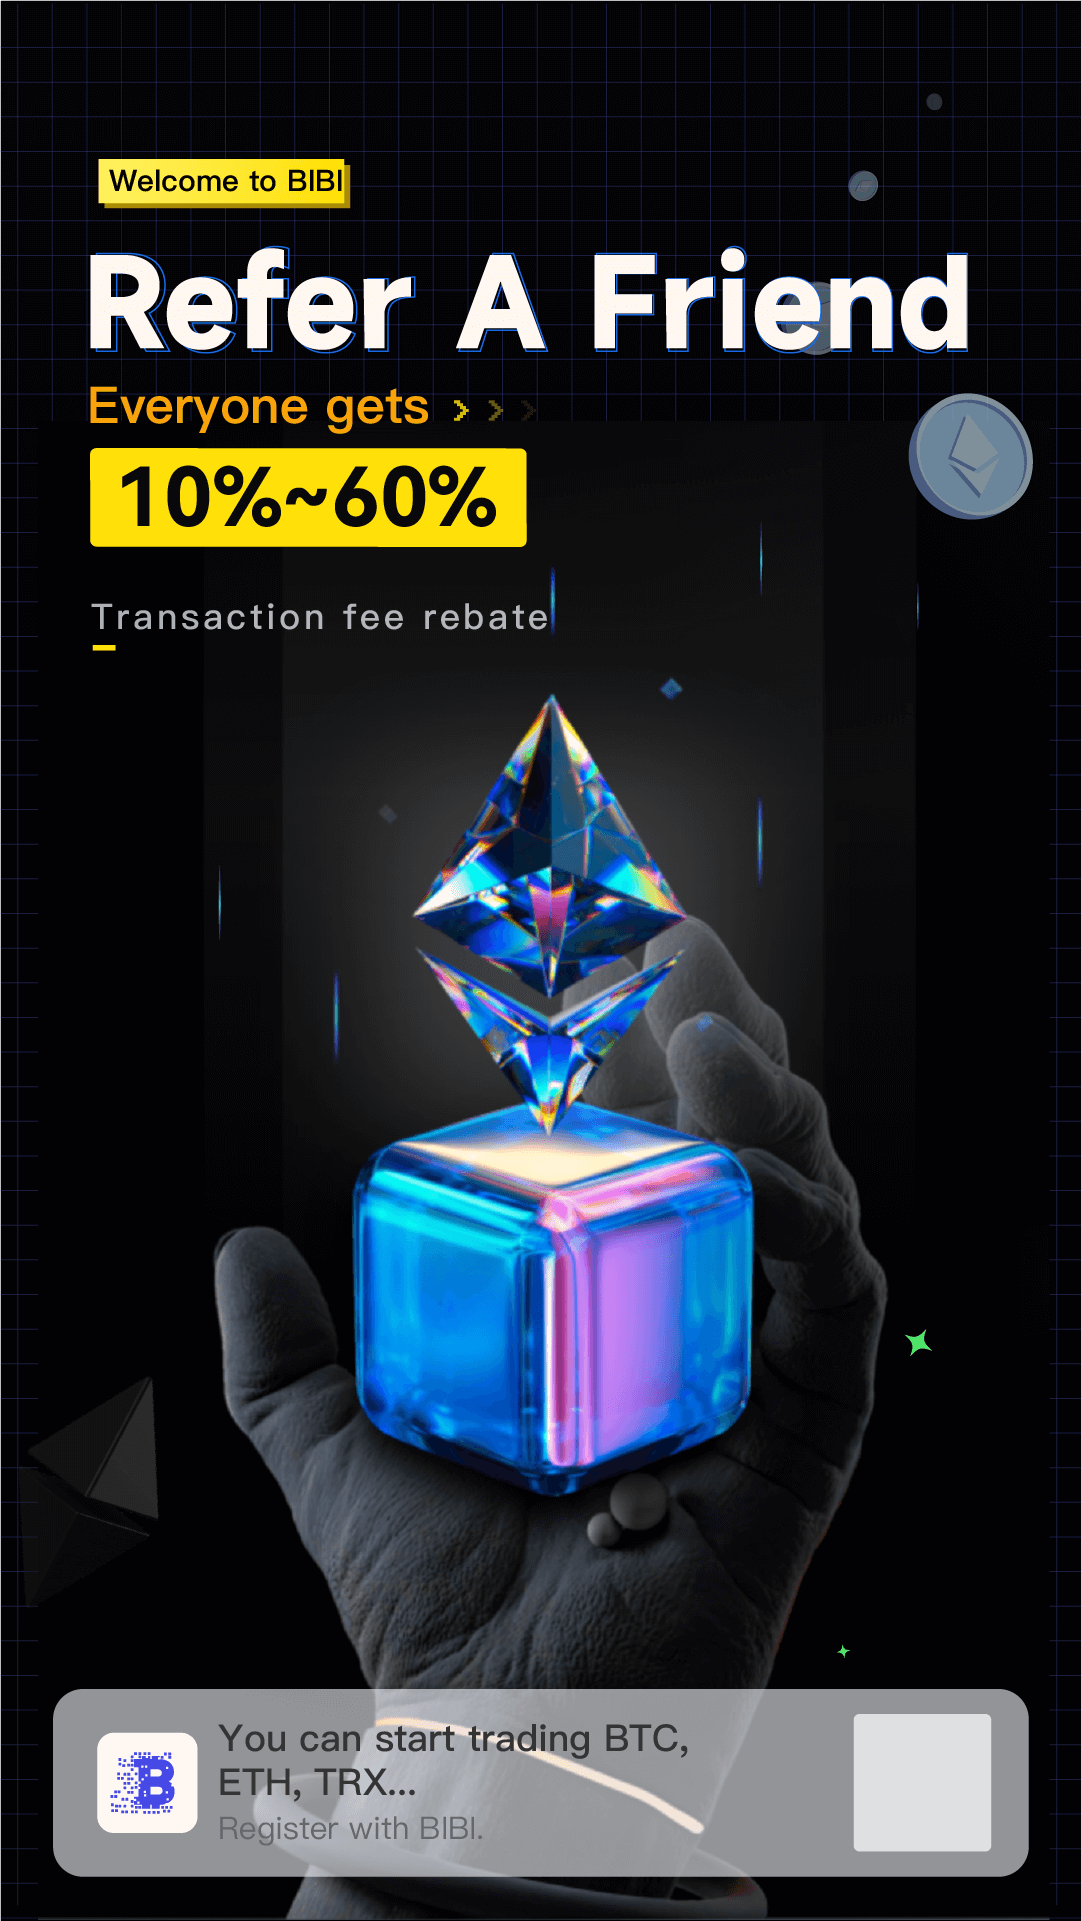 Welcome to BIBI
Refer A Friend
Everyone gets
10%~60%
Transaction fee rebate
You can start trading BTC,
ETH, TRX...
Register with BIBI.